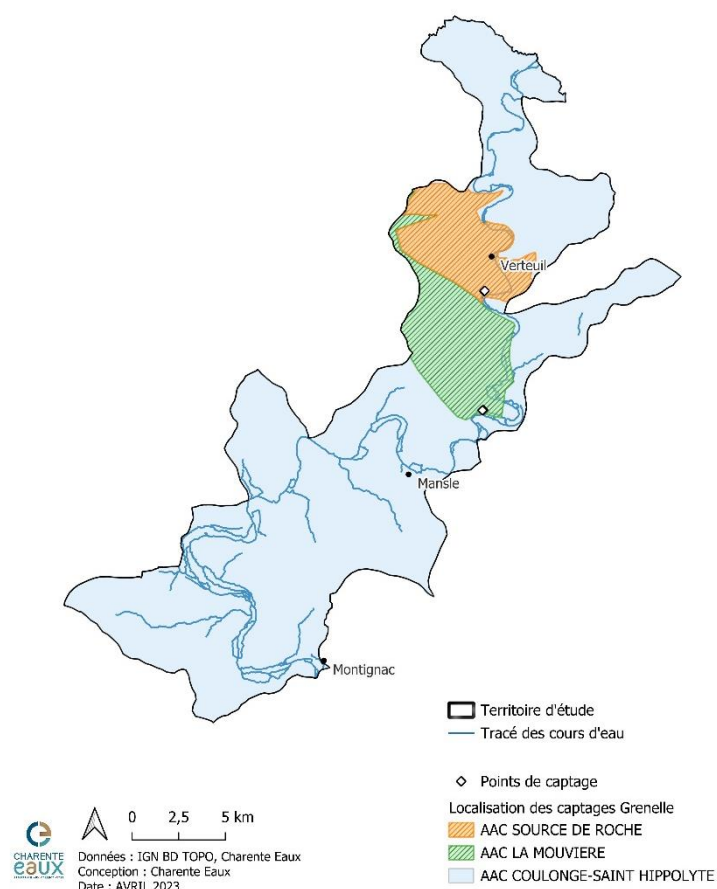 Verteuil
Mansle
Montignac
Territoire d'étude
Tracé des cours d'eau
Points de captage
Localisation des captages Grenelle
AAC SOURCE DE ROCHE
AAC LA MOUVIERE
AAC COULONGE-SAINT HIPPOLYTE
0 2,5 5 km
CHARENTE
eaux
Données : IGN BD TOPO, Charente Eaux
Conception : Charente Eaux
Date : AVRIL 2023